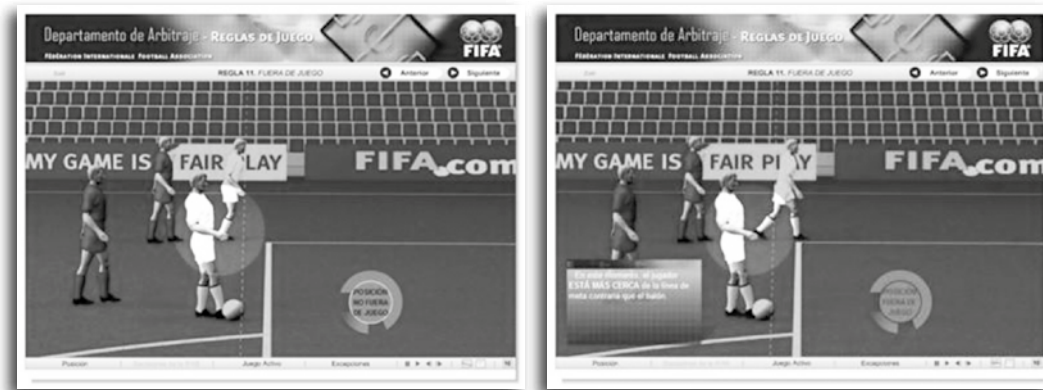 Departamento de Arbitraje - REGLAS DE JUEGO
FÉDÉRATION INTERNATIONALE FOOTBALL ASSOCIATION
FIFA
REGLA 11. FUERA DE JUEGO
Anterior
Siguiente
MY GAME IS FAIR PLAY
FIFA.com
POSICIÓN
NO FUERA
DE JUEGO
Posición
Juego Activo
Excepciones
Departamento de Arbitraje - REGLAS DE JUEGO
FÉDÉRATION INTERNATIONALE FOOTBALL ASSOCIATION
FIFA
REGLA 11. FUERA DE JUEGO
Anterior
Siguiente
MY GAME IS FAIR PLAY
FIFA.com
En este momento, el jugador
ESTÁ MÁS CERCA de la línea de
meta contraria que el balón.
POSICIÓN
FUERA DE
JUEGO
Posición
Juego Activo
Excepciones